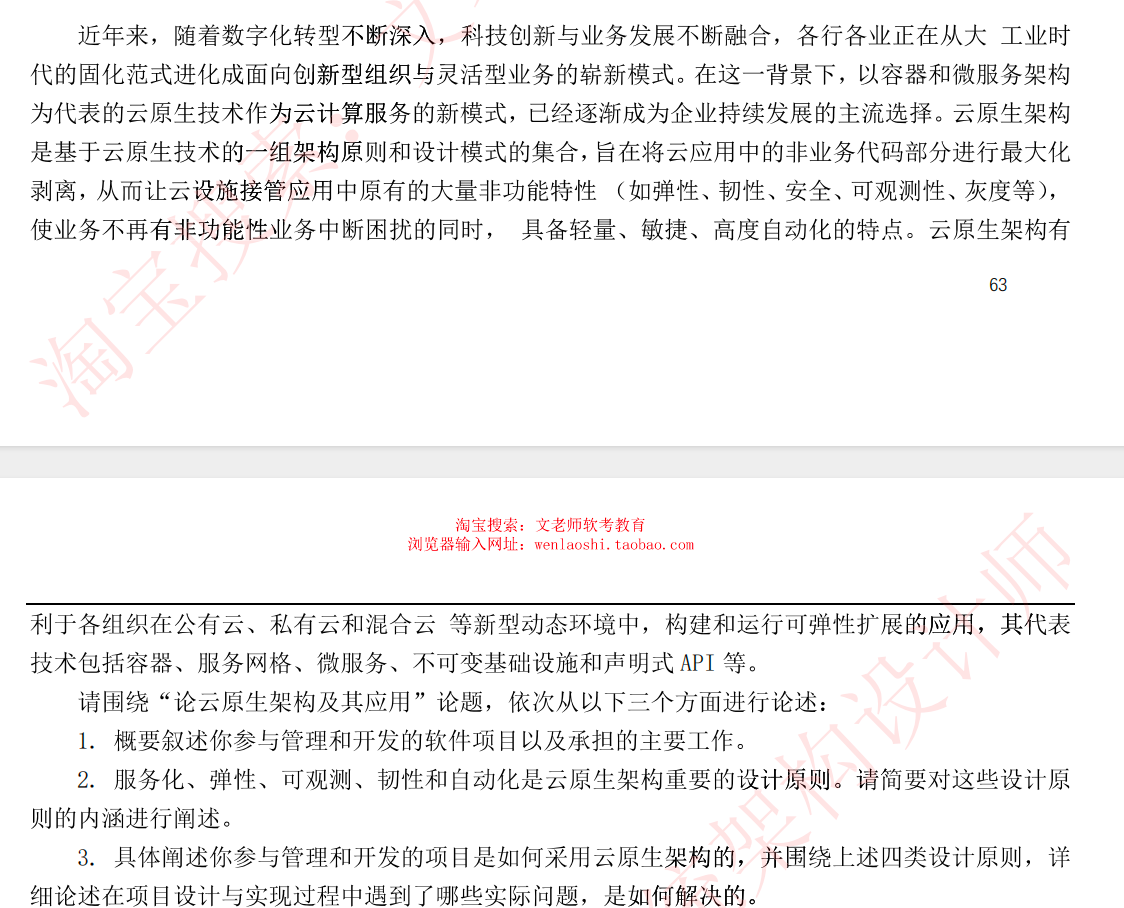 近年来，随着数字化转型不断深入，科技创新与业务发展不断融合，各行各业正在从大 工业时
代的固化范式进化成面向创新型组织与灵活型业务的崭新模式。在这一背景下，以容器和微服务架构
为代表的云原生技术作为云计算服务的新模式，已经逐渐成为企业持续发展的主流选择。云原生架构
是基于云原生技术的一组架构原则和设计模式的集合，旨在将云应用中的非业务代码部分进行最大化
剥离，从而让云设施接管应用中原有的大量非功能特性 （如弹性、韧性、安全、可观测性、灰度等），
使业务不再有非功能性业务中断困扰的同时， 具备轻量、敏捷、高度自动化的特点。云原生架构有
63
淘宝搜索：文
淘宝搜索：文老师软考教育
浏览器输入网址：wenlaoshi.taobao.com
利于各组织在公有云、私有云和混合云 等新型动态环境中，构建和运行可弹性扩展的应用，其代表
技术包括容器、服务网格、微服务、不可变基础设施和声明式 API 等。
请围绕“论云原生架构及其应用”论题，依次从以下三个方面进行论述：
1. 概要叙述你参与管理和开发的软件项目以及承担的主要工作。
2. 服务化、弹性、可观测、韧性和自动化是云原生架构重要的设计原则。请简要对这些设计原
则的内涵进行阐述。
3. 具体阐述你参与管理和开发的项目是如何采用云原生架构的，并围绕上述四类设计原则，详
细论述在项目设计与实现过程中遇到了哪些实际问题，是如何解决的。
架构设计师